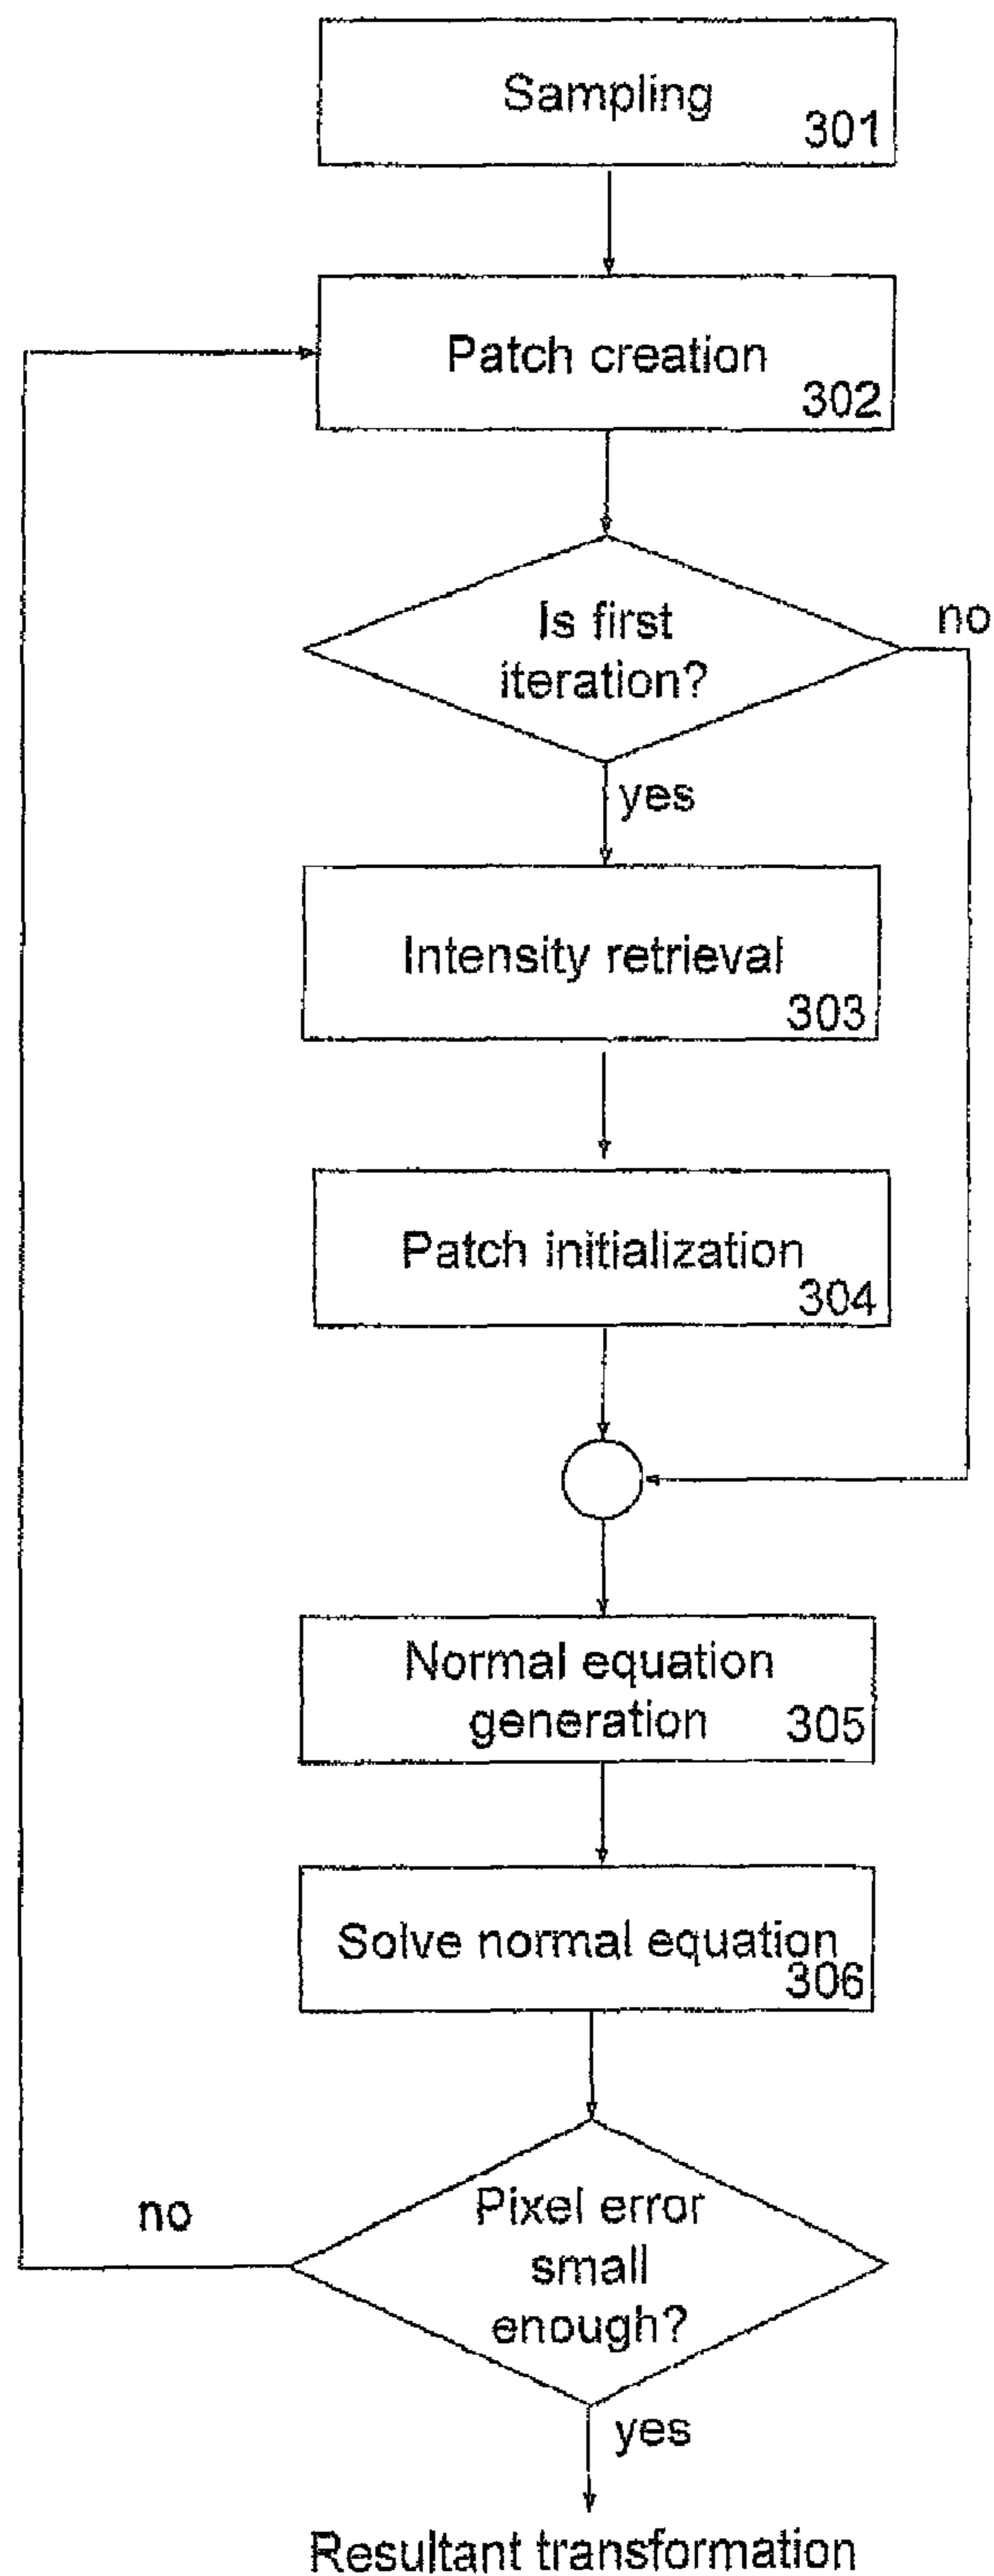 Sampling
301
Patch creation
302
Is first
iteration?
no
yes
Intensity retrieval
303
Patch initialization
304
Normal equation
generation
305
Solve normal equation
306
Pixel error
small
enough?
no
yes
Resultant transformation